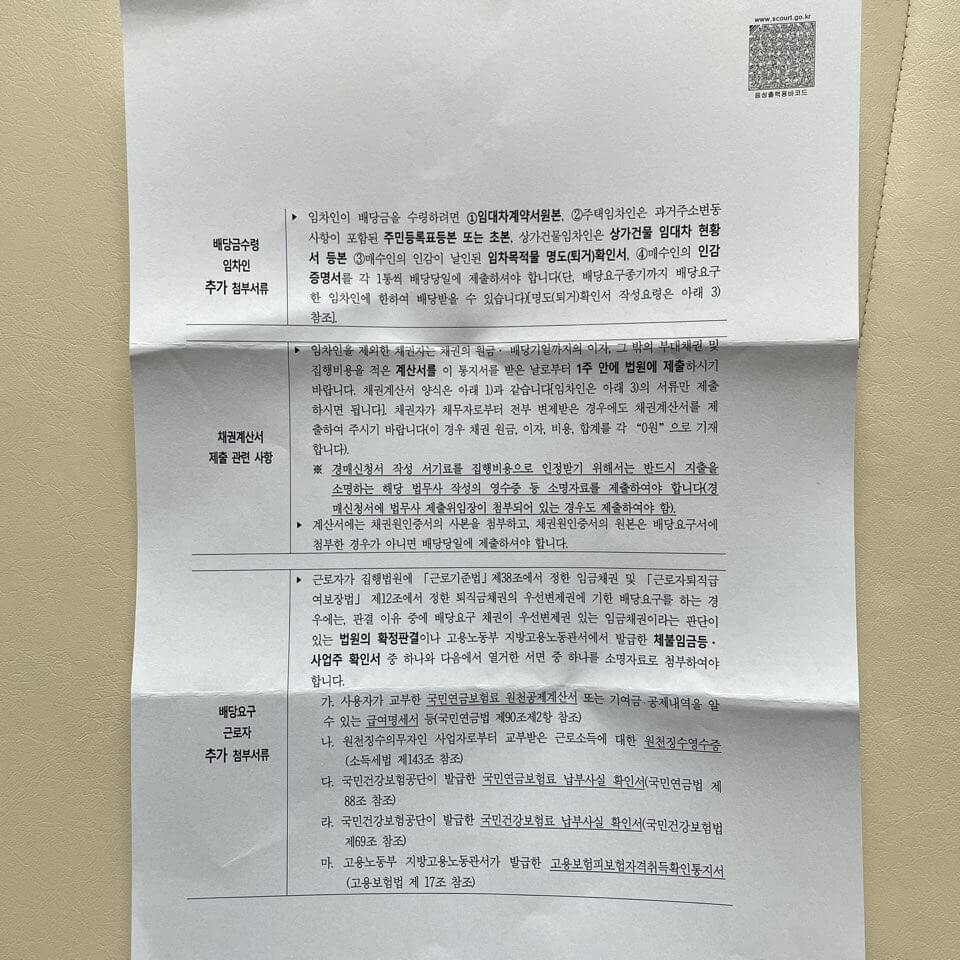 www.scourt.go.kr
음성출력용바코드
배당금수령
임차인
추가 첨부서류
▶ 임차인이 배당금을 수령하려면 ①임대차계약서원본, ②주택임차인은 과거주소변동
사항이 포함된 주민등록표등본 또는 초본, 상가건물임차인은 상가건물 임대차 현황
서 등본 ③매수인의 인감이 날인된 임차목적물 명도(퇴거)확인서, ④매수인의 인감
증명서를 각 1통씩 배당당일에 제출하셔야 합니다(단, 배당요구종기까지 배당요구
한 임차인에 한하여 배당받을 수 있습니다)[명도(퇴거)확인서 작성요령은 아래 3)
참조].
채권계산서
제출 관련 사항
▶ 임차인을 제외한 채권자는 채권의 원금· 배당기일까지의 이자, 그 밖의 부대채권 및
집행비용을 적은 계산서를 이 통지서를 받은 날로부터 1주 안에 법원에 제출하시기
바랍니다. 채권계산서 양식은 아래 1)과 같습니다[임차인은 아래 3)의 서류만 제출
하시면 됩니다]. 채권자가 채무자로부터 전부 변제받은 경우에도 채권계산서를 제
출하여 주시기 바랍니다(이 경우 채권 원금, 이자, 비용, 합계를 각 “0원”으로 기재
합니다).
※ 경매신청서 작성 서기료를 집행비용으로 인정받기 위해서는 반드시 지출을
소명하는 해당 법무사 작성의 영수증 등 소명자료를 제출하여야 합니다(경
매신청서에 법무사 제출위임장이 첨부되어 있는 경우도 제출하여야 함).
▶ 계산서에는 채권원인증서의 사본을 첨부하고, 채권원인증서의 원본은 배당요구서에
첨부한 경우가 아니면 배당당일에 제출하셔야 합니다.
배당요구
근로자
추가 첨부서류
▶ 근로자가 집행법원에 「근로기준법」제38조에서 정한 임금채권 및 「근로자퇴직급
여보장법」 제12조에서 정한 퇴직금채권의 우선변제권에 기한 배당요구를 하는 경
우에는, 판결 이유 중에 배당요구 채권이 우선변제권 있는 임금채권이라는 판단이
있는 법원의 확정판결이나 고용노동부 지방고용노동관서에서 발급한 체불임금등·
사업주 확인서 중 하나와 다음에서 열거한 서면 중 하나를 소명자료로 첨부하여야
합니다.
가. 사용자가 교부한 국민연금보험료 원천공제계산서 또는 기여금 공제내역을 알
수 있는 급여명세서 등(국민연금법 제90조제2항 참조)
나. 원천징수의무자인 사업자로부터 교부받은 근로소득에 대한 원천징수영수증
(소득세법 제143조 참조)
다. 국민건강보험공단이 발급한 국민연금보험료 납부사실 확인서(국민연금법 제
88조 참조)
라. 국민건강보험공단이 발급한 국민건강보험료 납부사실 확인서(국민건강보험법
제69조 참조)
마. 고용노동부 지방고용노동관서가 발급한 고용보험피보험자격취득확인통지서
(고용보험법 제 17조 참조)